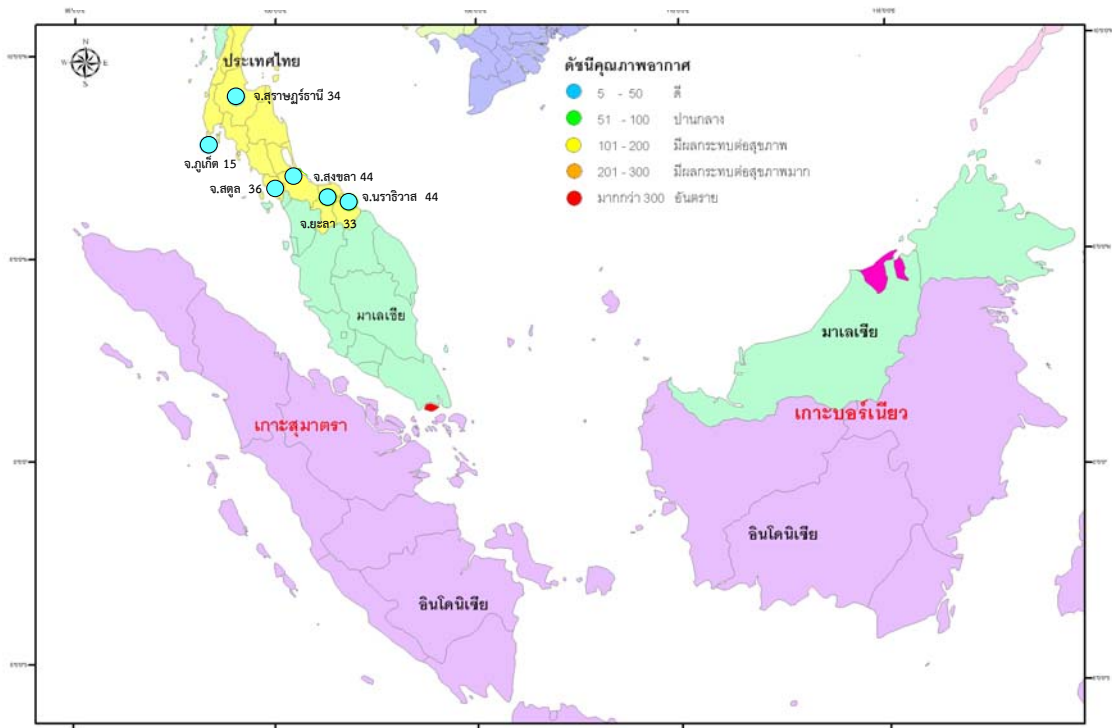 N
W
E
S
ประเทศไทย
จ.สุราษฎร์ธานี 34
จ.ภูเก็ต 15
จ.สงขลา 44
จ.สตูล 36
จ.นราธิวาส 44
จ.ยะลา 33
ดัชนีคุณภาพอากาศ
5 - 50 ดี
51 - 100 ปานกลาง
101 - 200 มีผลกระทบต่อสุขภาพ
201 - 300 มีผลกระทบต่อสุขภาพมาก
มากกว่า 300 อันตราย
มาเลเซีย
มาเลเซีย
เกาะสุมาตรา
เกาะบอร์เนียว
อินโดนิเซีย
อินโดนิเซีย